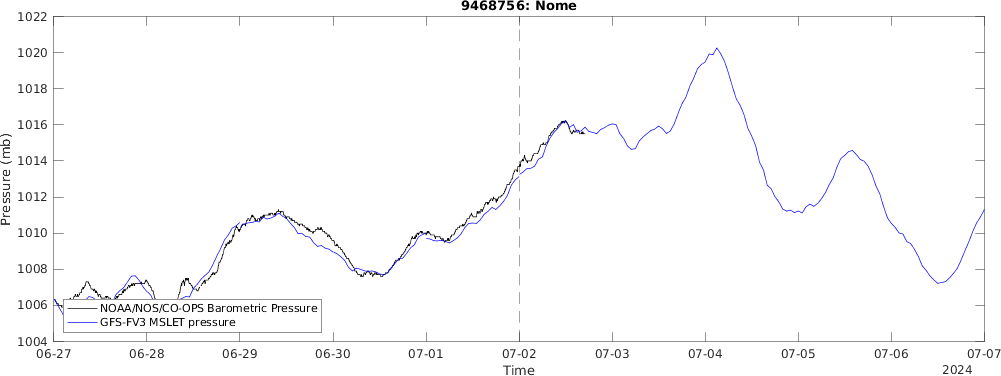 9468756: Nome
Pressure (mb)
1022
1020
1018
1016
1014
1012
1010
1008
1006
1004
NOAA/NOS/CO-OPS Barometric Pressure
GFS-FV3 MSLET pressure
06-27 06-28 06-29 06-30 07-01 07-02 07-03 07-04 07-05 07-06 07-07
Time
2024